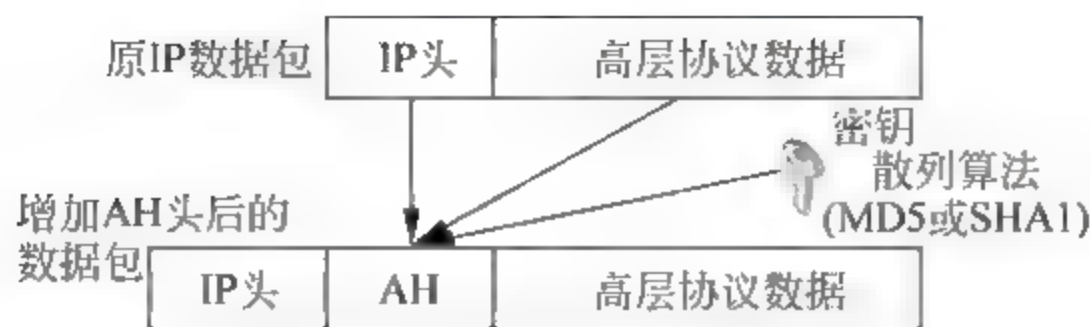 原IP数据包 IP头 高层协议数据
密钥
散列算法
(MD5或SHA1)
增加AH头后的
数据包 IP头 AH 高层协议数据